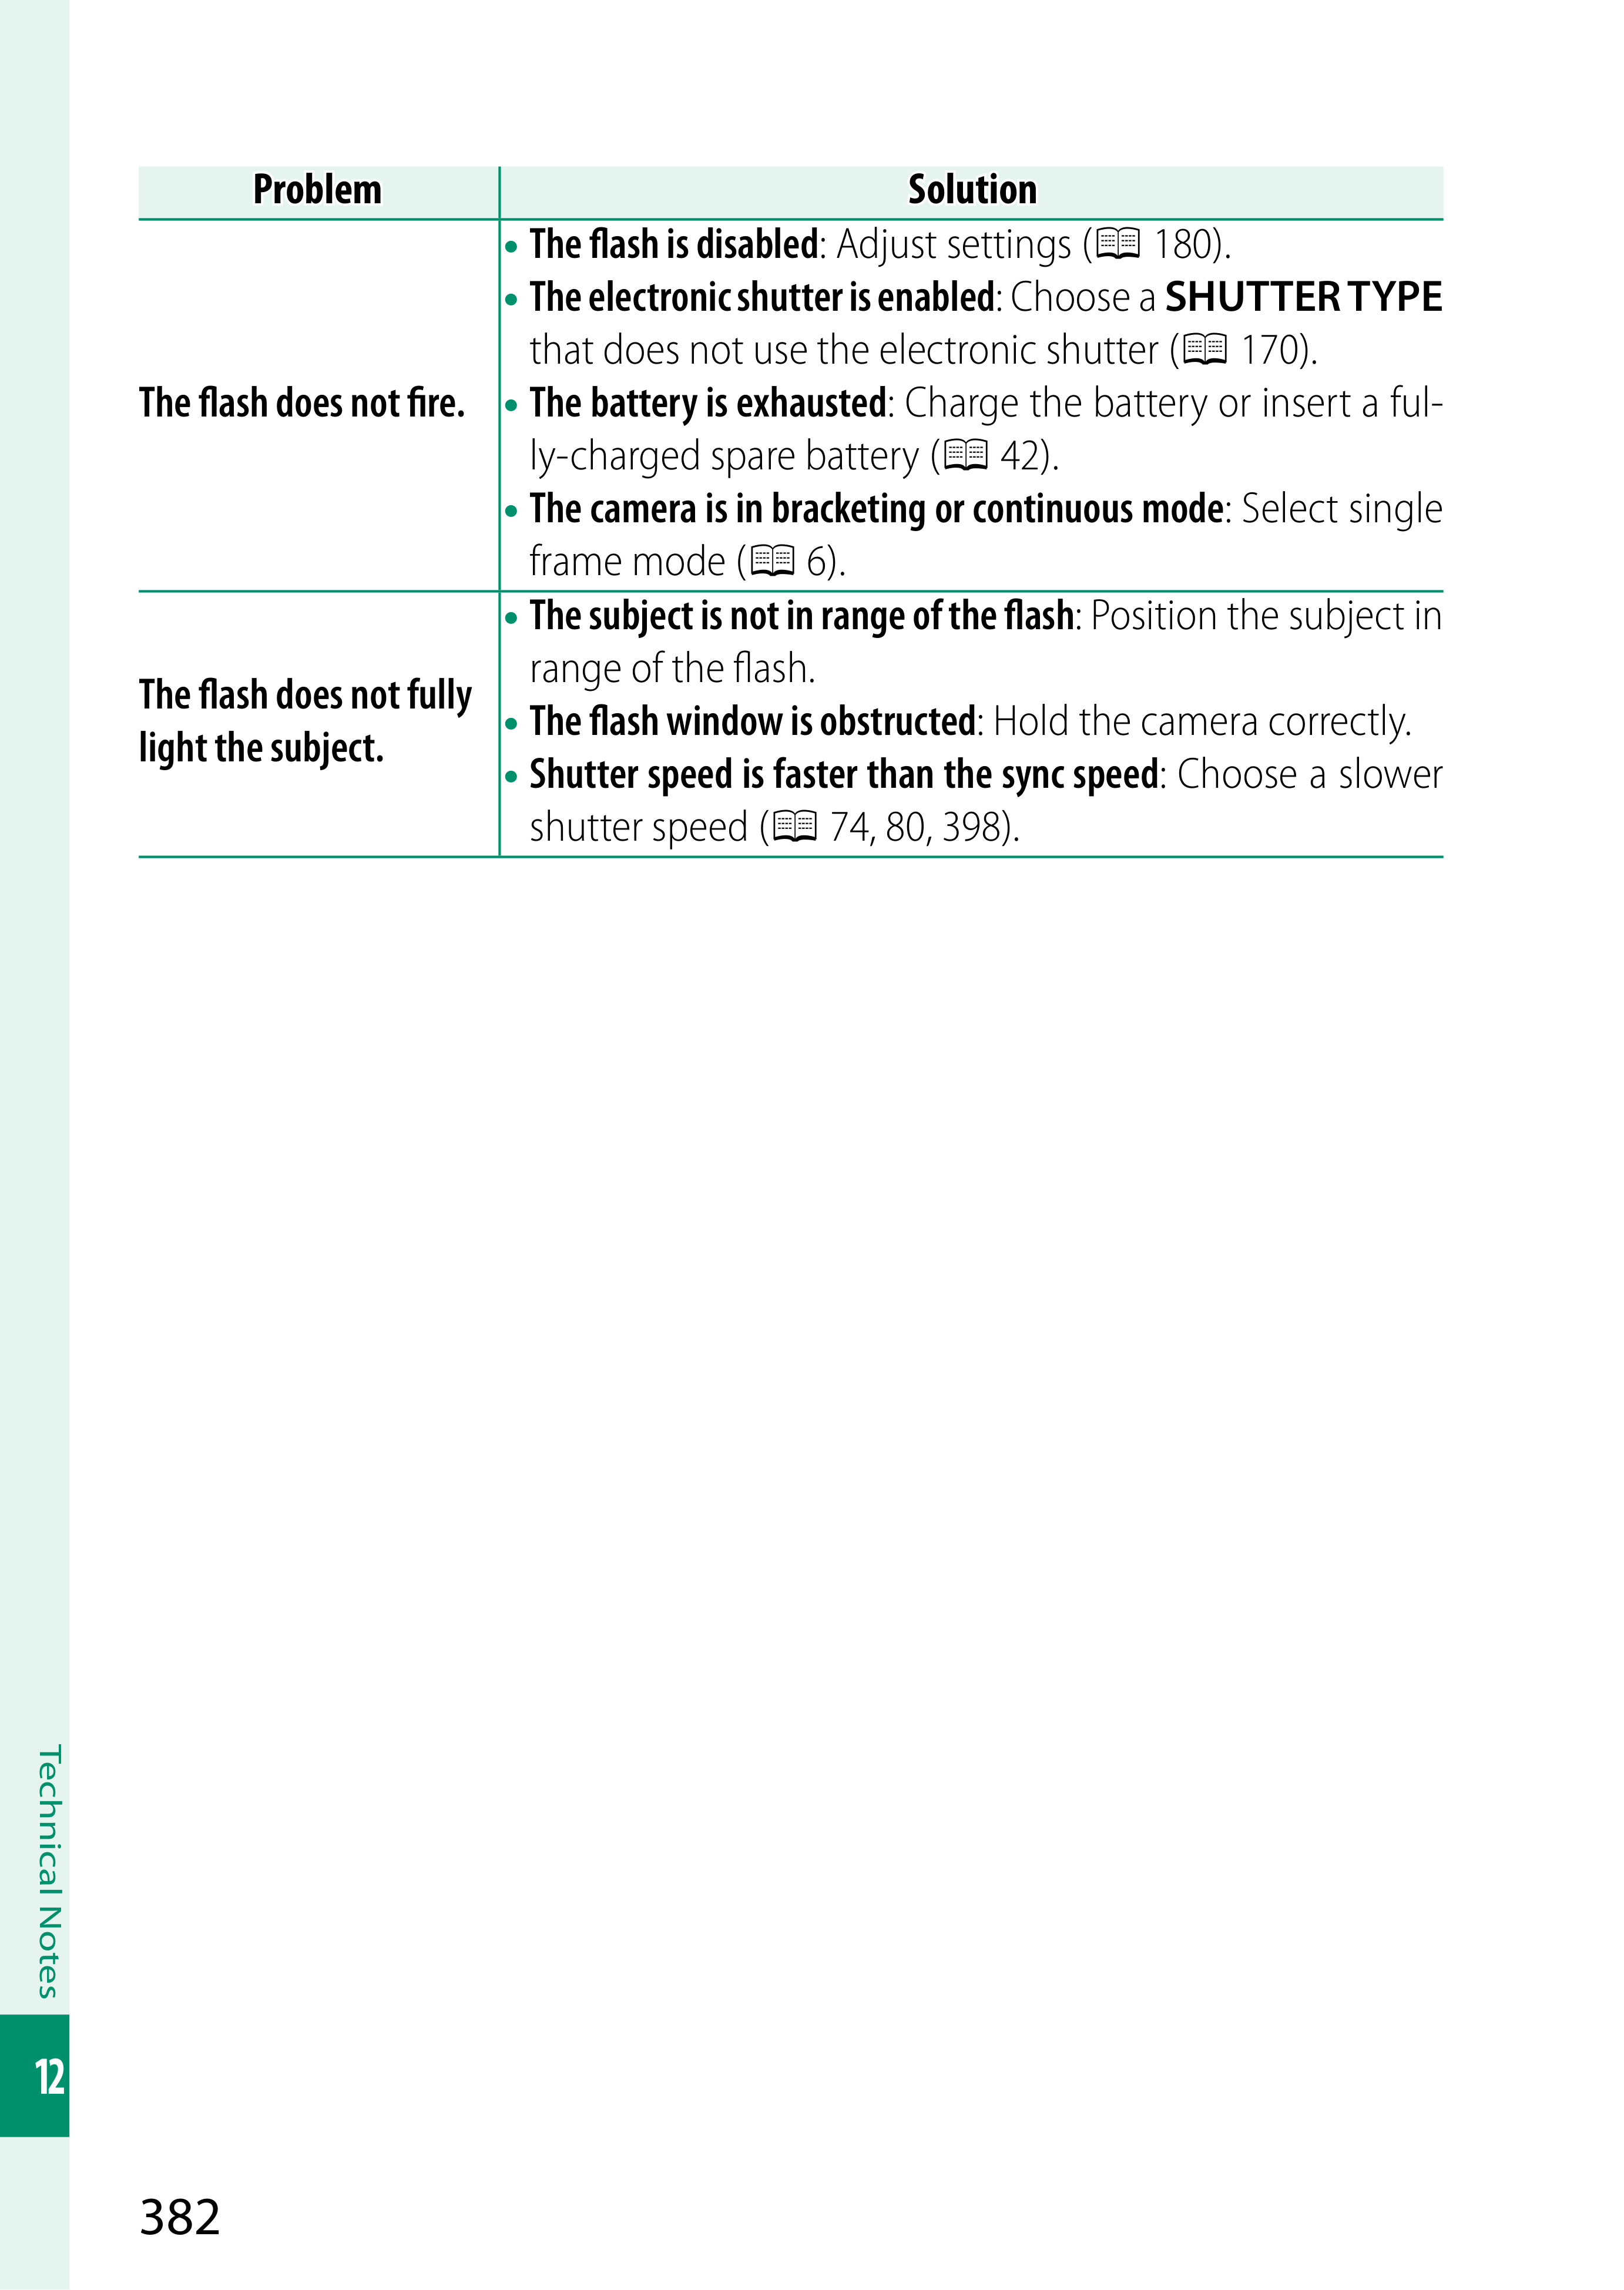 Problem Solution
The flash does not fire.
• The flash is disabled: Adjust settings (📖 180).
• The electronic shutter is enabled: Choose a SHUTTER TYPE
that does not use the electronic shutter (📖 170).
• The battery is exhausted: Charge the battery or insert a ful-
ly-charged spare battery (📖 42).
• The camera is in bracketing or continuous mode: Select single
frame mode (📖 6).
The flash does not fully
light the subject.
• The subject is not in range of the flash: Position the subject in
range of the flash.
• The flash window is obstructed: Hold the camera correctly.
• Shutter speed is faster than the sync speed: Choose a slower
shutter speed (📖 74, 80, 398).
Technical Notes
12
382